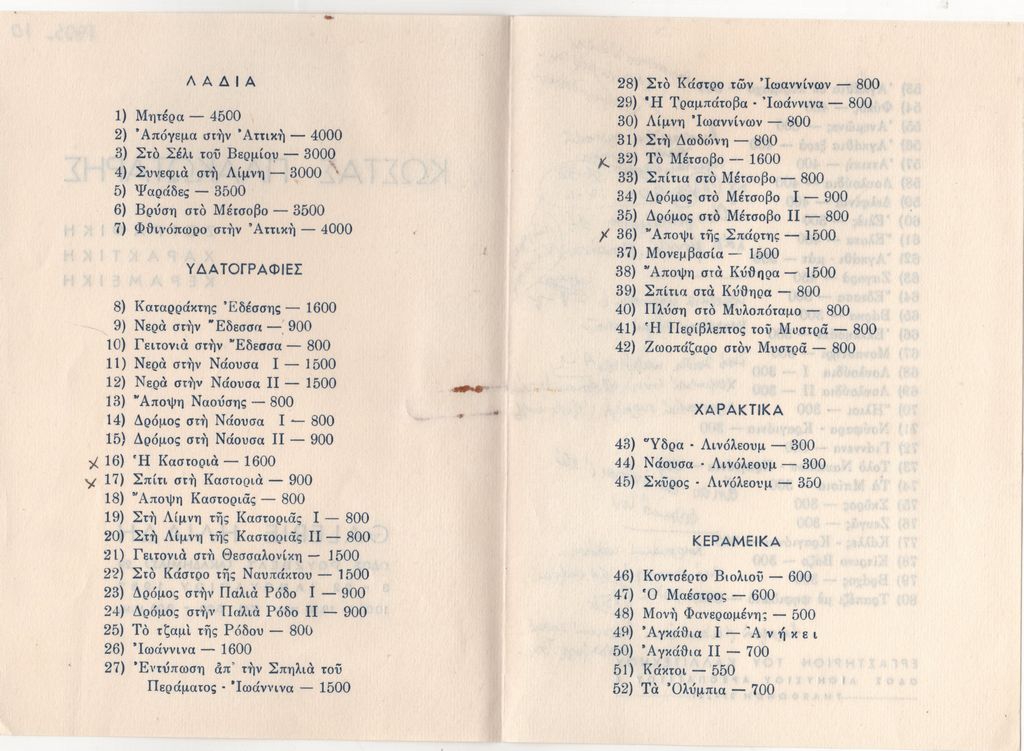 ΛΑΔΙΑ
1) Μητέρα — 4500
2) Ἀπόγεμα στὴν Ἀττικὴ — 4000
3) Στὸ Σέλι τοῦ Βερμίου — 3000
4) Συνεφιὰ στὴ Λίμνη — 3000
5) Ψαράδες — 3500
6) Βρύση στὸ Μέτσοβο — 3500
7) Φθινόπωρο στὴν Ἀττικὴ — 4000
ΥΔΑΤΟΓΡΑΦΙΕΣ
8) Καταρράκτης Ἐδέσσης — 1600
9) Νερὰ στὴν Ἔδεσσα — 900
10) Γειτονιὰ στὴν Ἔδεσσα — 800
11) Νερὰ στὴν Νάουσα I — 1500
12) Νερὰ στὴν Νάουσα II — 1500
13) Ἄποψη Ναούσης — 800
14) Δρόμος στὴ Νάουσα I — 800
15) Δρόμος στὴ Νάουσα II — 900
16) Ἡ Καστοριὰ — 1600
17) Σπίτι στὴ Καστοριὰ — 900
18) Ἄποψη Καστοριᾶς — 800
19) Στὴ Λίμνη τῆς Καστοριᾶς I — 800
20) Στὴ Λίμνη τῆς Καστοριᾶς II — 800
21) Γειτονιὰ στὴ Θεσσαλονίκη — 1500
22) Στὸ Κάστρο τῆς Ναυπάκτου — 1500
23) Δρόμος στὴν Παλιὰ Ρόδο I — 900
24) Δρόμος στὴν Παλιὰ Ρόδο II — 900
25) Τὸ τζαμὶ τῆς Ρόδου — 800
26) Ἰωάννινα — 1600
27) Ἐντύπωση ἀπ' τὴν Σπηλιὰ τοῦ
Περάματος - Ἰωάννινα — 1500
28) Στὸ Κάστρο τῶν Ἰωαννίνων — 800
29) Ἡ Τραμπάτοβα - Ἰωάννινα — 800
30) Λίμνη Ἰωαννίνων — 800
31) Στὴ Δωδώνη — 800
32) Τὸ Μέτσοβο — 1600
33) Σπίτια στὸ Μέτσοβο — 800
34) Δρόμος στὸ Μέτσοβο I — 900
35) Δρόμος στὸ Μέτσοβο II — 800
36) Ἄποψι τῆς Σπάρτης — 1500
37) Μονεμβασία — 1500
38) Ἄποψη στὰ Κύθηρα — 1500
39) Σπίτια στὰ Κύθηρα — 800
40) Πλύση στὸ Μυλοπόταμο — 800
41) Ἡ Περίβλεπτος τοῦ Μυστρᾶ — 800
42) Ζωοπάζαρο στὸν Μυστρᾶ — 800
ΧΑΡΑΚΤΙΚΑ
43) Ὕδρα - Λινόλεουμ — 300
44) Νάουσα - Λινόλεουμ — 300
45) Σκῦρος - Λινόλεουμ — 350
ΚΕΡΑΜΕΙΚΑ
46) Κοντσέρτο Βιολιοῦ — 600
47) Ὁ Μαέστρος — 600
48) Μονὴ Φανερωμένης — 500
49) Ἀγκάθια I — Ἀνήκει
50) Ἀγκάθια II — 700
51) Κάκτοι — 550
52) Τὰ Ὀλύμπια — 700